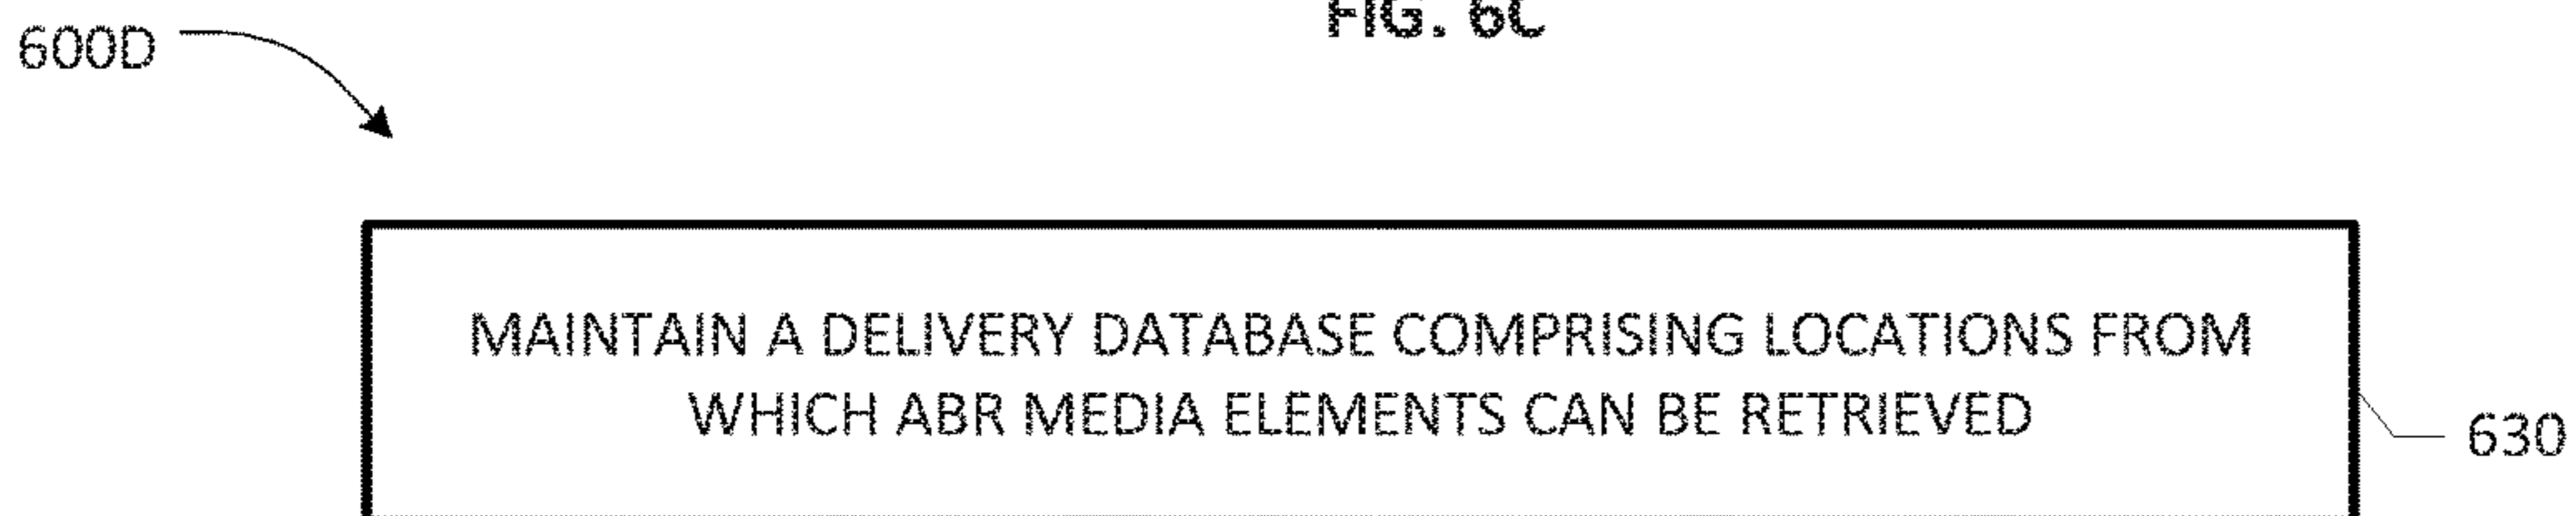 FIG. 6C
600D
MAINTAIN A DELIVERY DATABASE COMPRISING LOCATIONS FROM
WHICH ABR MEDIA ELEMENTS CAN BE RETRIEVED
630